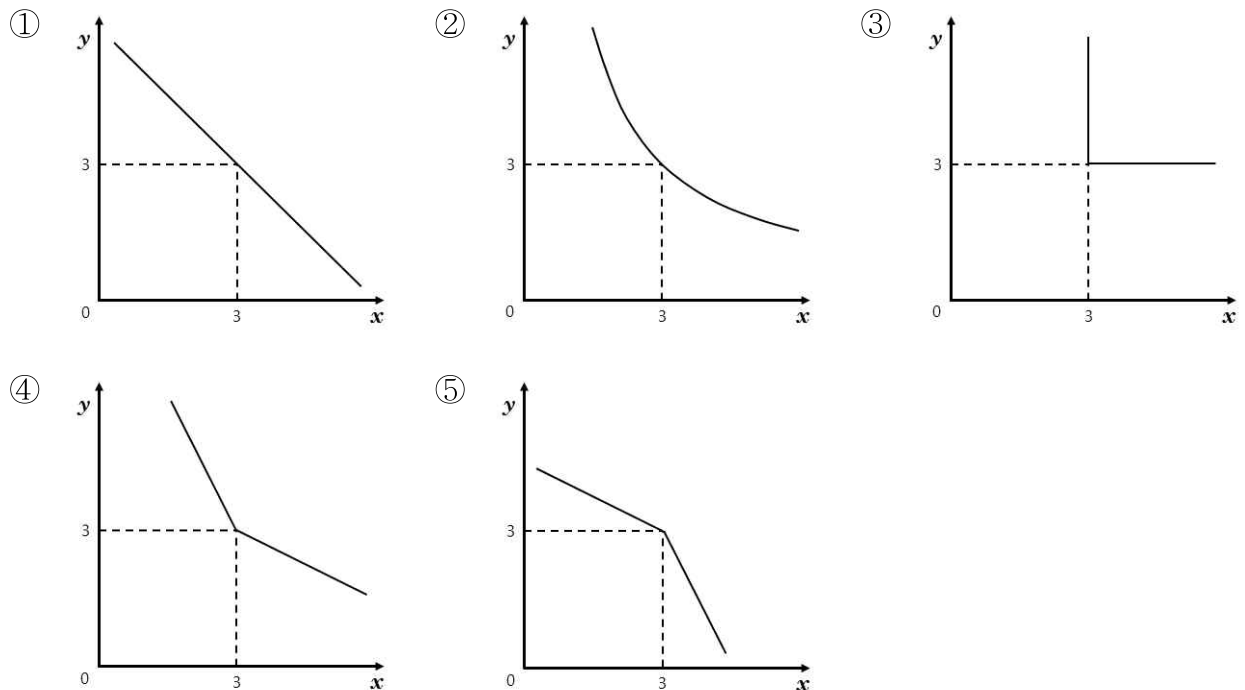 ① y 3 0 3 x
② y 3 0 3 x
③ y 3 0 3 x
④ y 3 0 3 x
⑤ y 3 0 3 x